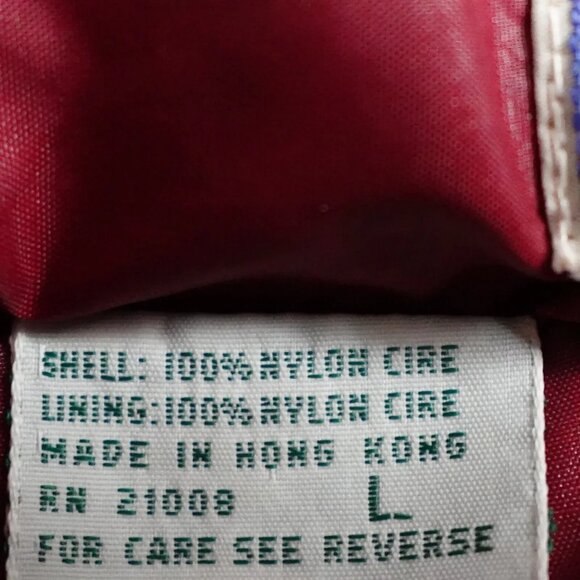 SHELL: 100% NYLON CIRE
LINING: 100% NYLON CIRE
MADE IN HONG KONG
RN 21008 L
FOR CARE SEE REVERSE